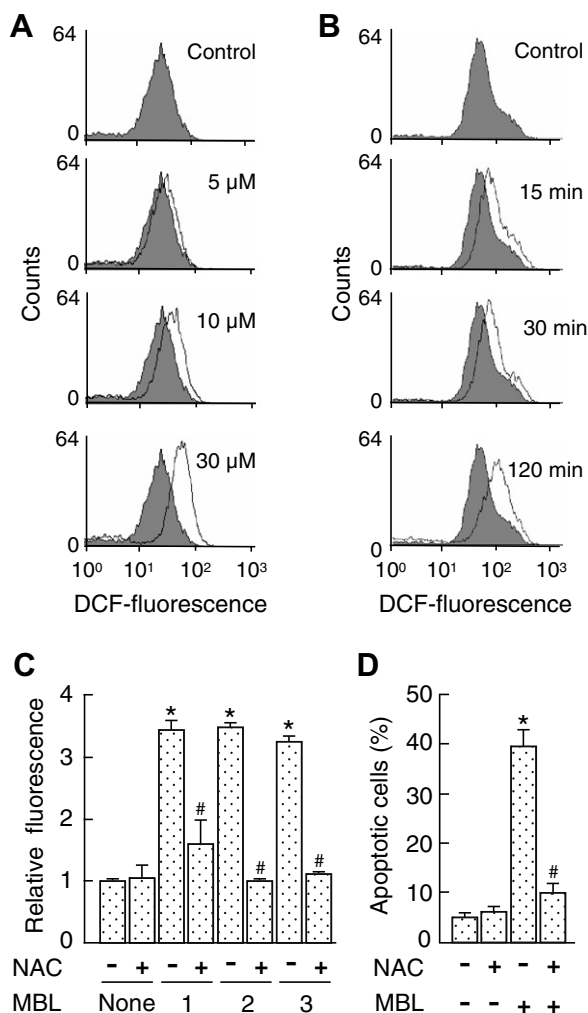 A
B
64
Control
0
64
5 µM
0
Counts
64
10 µM
0
64
30 µM
0
10⁰ 10¹ 10² 10³
DCF-fluorescence
64
Control
0
64
15 min
0
Counts
64
30 min
0
64
120 min
0
10⁰ 10¹ 10² 10³
DCF-fluorescence
C
Relative fluorescence
4
3
2
1
0
* * *
# # #
NAC - + - + - + - +
MBL None 1 2 3
D
Apoptotic cells (%)
50
40
30
20
10
0
*
#
NAC - + - +
MBL - - + +